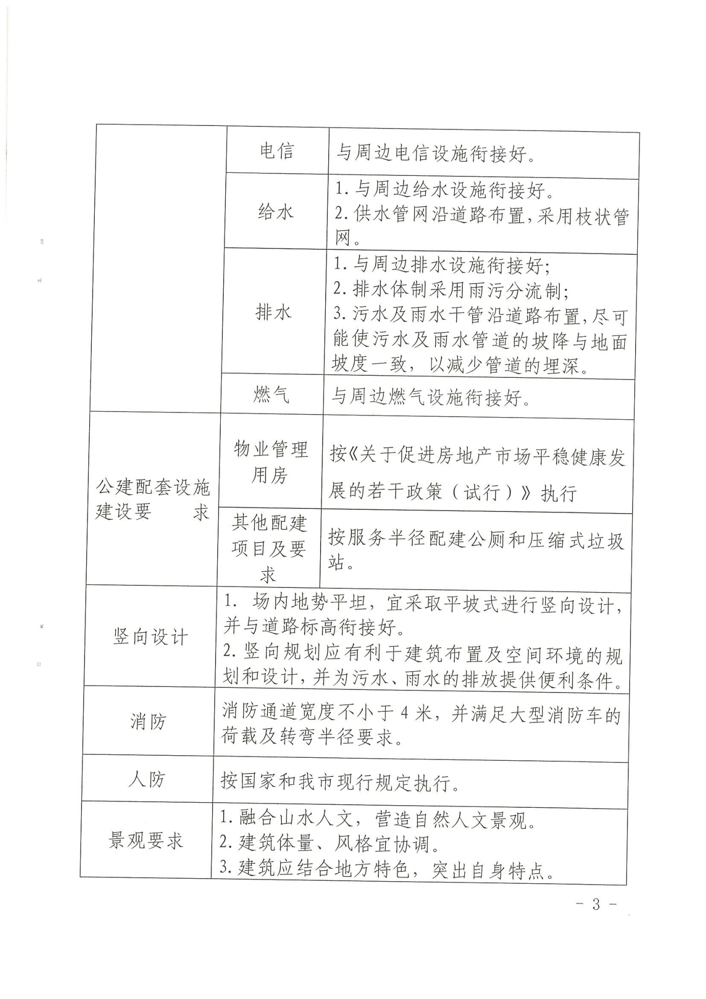 电信
与周边电信设施衔接好。
给水
1. 与周边给水设施衔接好。
2. 供水管网沿道路布置，采用枝状管
网。
排水
1. 与周边排水设施衔接好；
2. 排水体制采用雨污分流制；
3. 污水及雨水干管沿道路布置，尽可
能使污水及雨水管道的坡降与地面
坡度一致，以减少管道的埋深。
燃气
与周边燃气设施衔接好。
公建配套设施
建设要 求
物业管理
用房
按《关于促进房地产市场平稳健康发
展的若干政策（试行）》执行
其他配建
项目及要
求
按服务半径配建公厕和压缩式垃圾
站。
竖向设计
1. 场内地势平坦，宜采取平坡式进行竖向设计，
并与道路标高衔接好。
2. 竖向规划应有利于建筑布置及空间环境的规
划和设计，并为污水、雨水的排放提供便利条件。
消防
消防通道宽度不小于 4 米，并满足大型消防车的
荷载及转弯半径要求。
人防
按国家和我市现行规定执行。
景观要求
1. 融合山水人文，营造自然人文景观。
2. 建筑体量、风格宜协调。
3. 建筑应结合地方特色，突出自身特点。
- 3 -